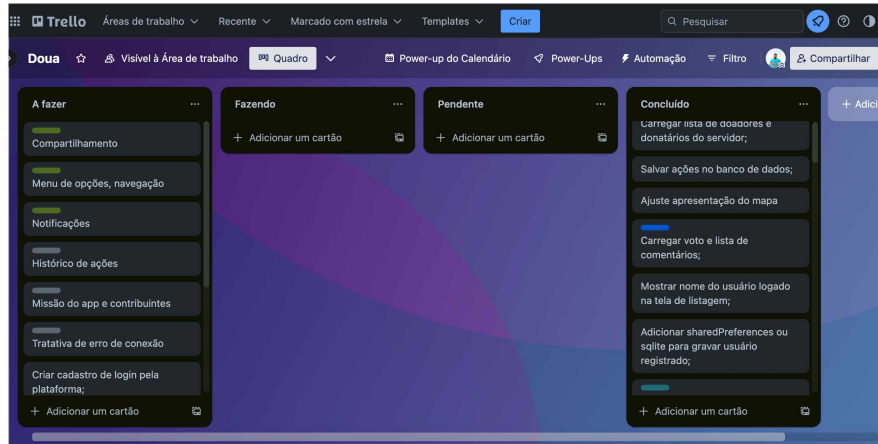 Trello Áreas de trabalho Recente Marcado com estrela Templates Criar Pesquisar
Doua Visível à Área de trabalho Quadro Power-up do Calendário Power-Ups Automação Filtro Compartilhar
A fazer
Compartilhamento
Menu de opções, navegação
Notificações
Histórico de ações
Missão do app e contribuintes
Tratativa de erro de conexão
Criar cadastro de login pela
plataforma;
+ Adicionar um cartão
Fazendo
+ Adicionar um cartão
Pendente
+ Adicionar um cartão
Concluído
Carregar lista de doadores e
donatários do servidor;
Salvar ações no banco de dados;
Ajuste apresentação do mapa
Carregar voto e lista de
comentários;
Mostrar nome do usuário logado
na tela de listagem;
Adicionar sharedPreferences ou
sqlite para gravar usuário
registrado;
+ Adicionar um cartão
+ Adici